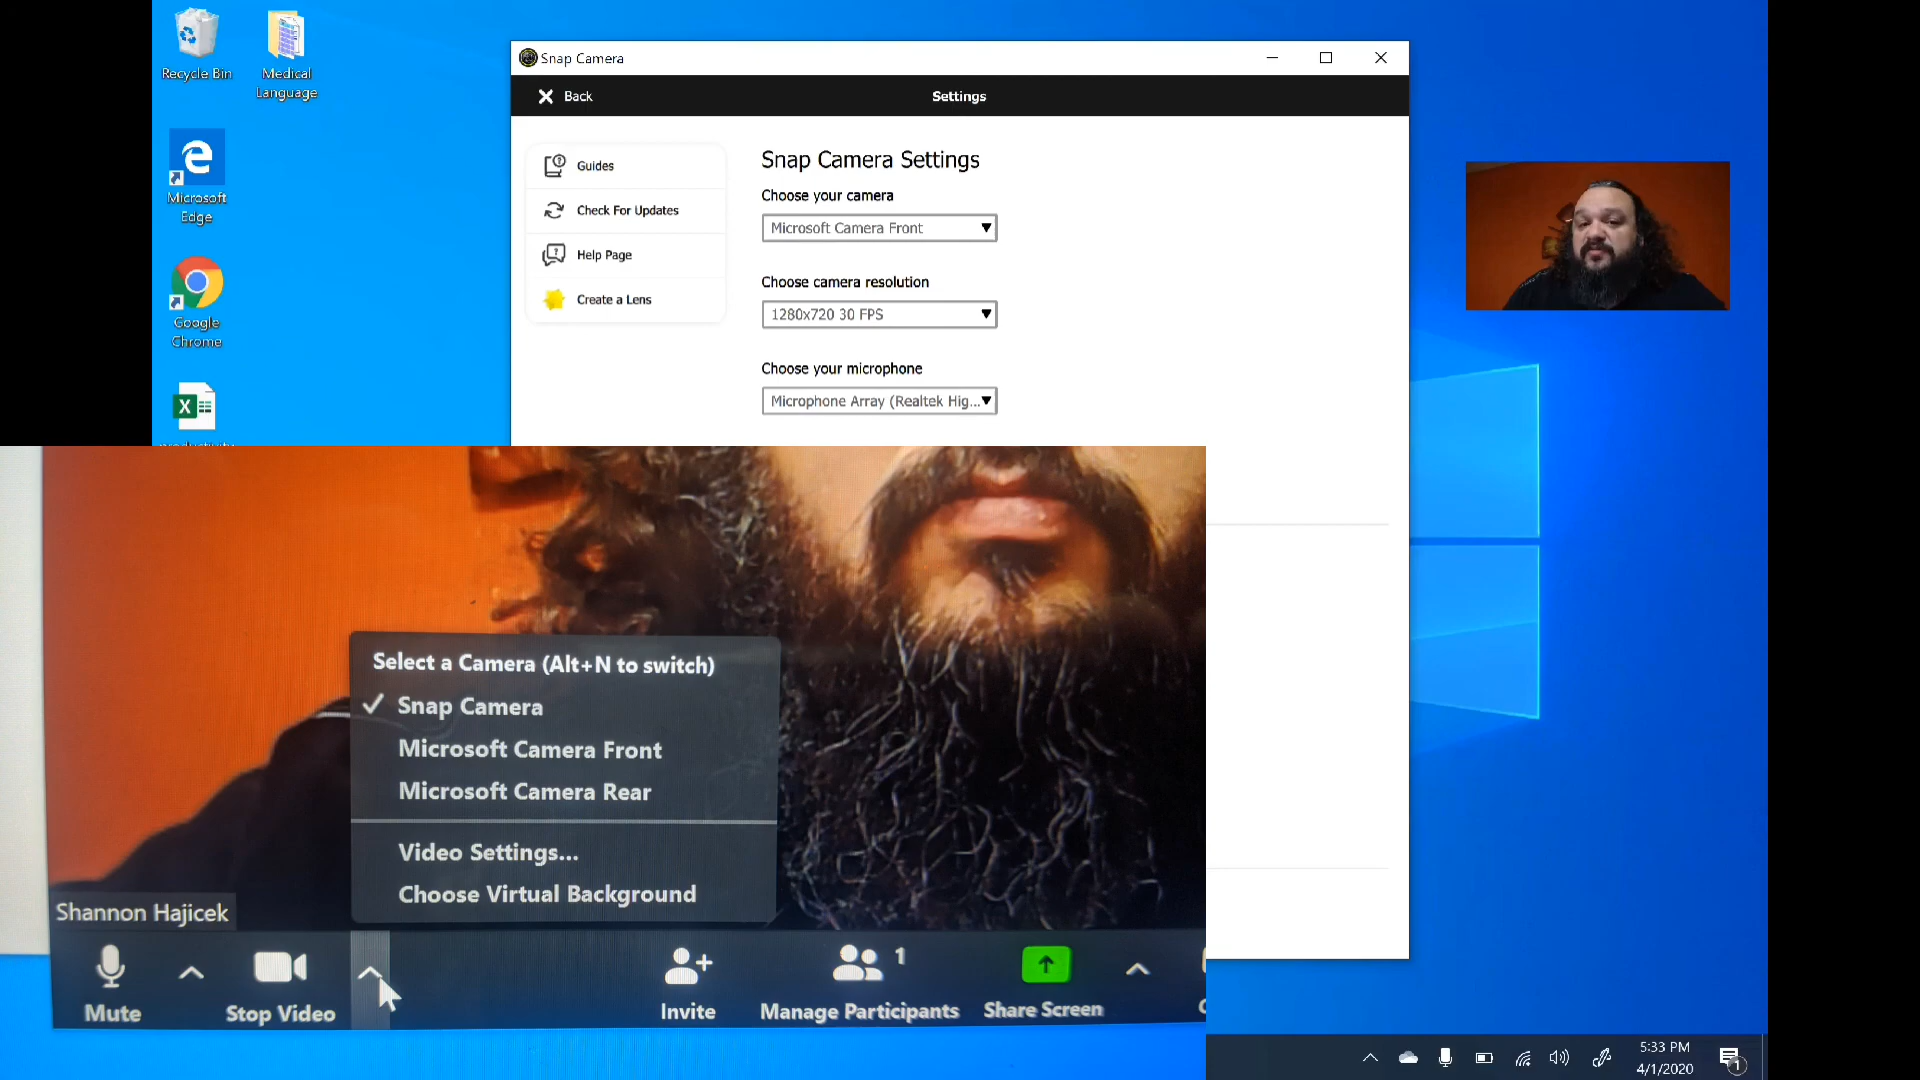 Recycle Bin
Medical
Language
Microsoft
Edge
Google
Chrome
Snap Camera
Back
Settings
Guides
Check For Updates
Help Page
Create a Lens
Snap Camera Settings
Choose your camera
Microsoft Camera Front
Choose camera resolution
1280x720 30 FPS
Choose your microphone
Microphone Array (Realtek Hig...
Select a Camera (Alt+N to switch)
Snap Camera
Microsoft Camera Front
Microsoft Camera Rear
Video Settings...
Choose Virtual Background
Shannon Hajicek
Mute
Stop Video
Invite
1
Manage Participants
Share Screen
5:33 PM
4/1/2020
1